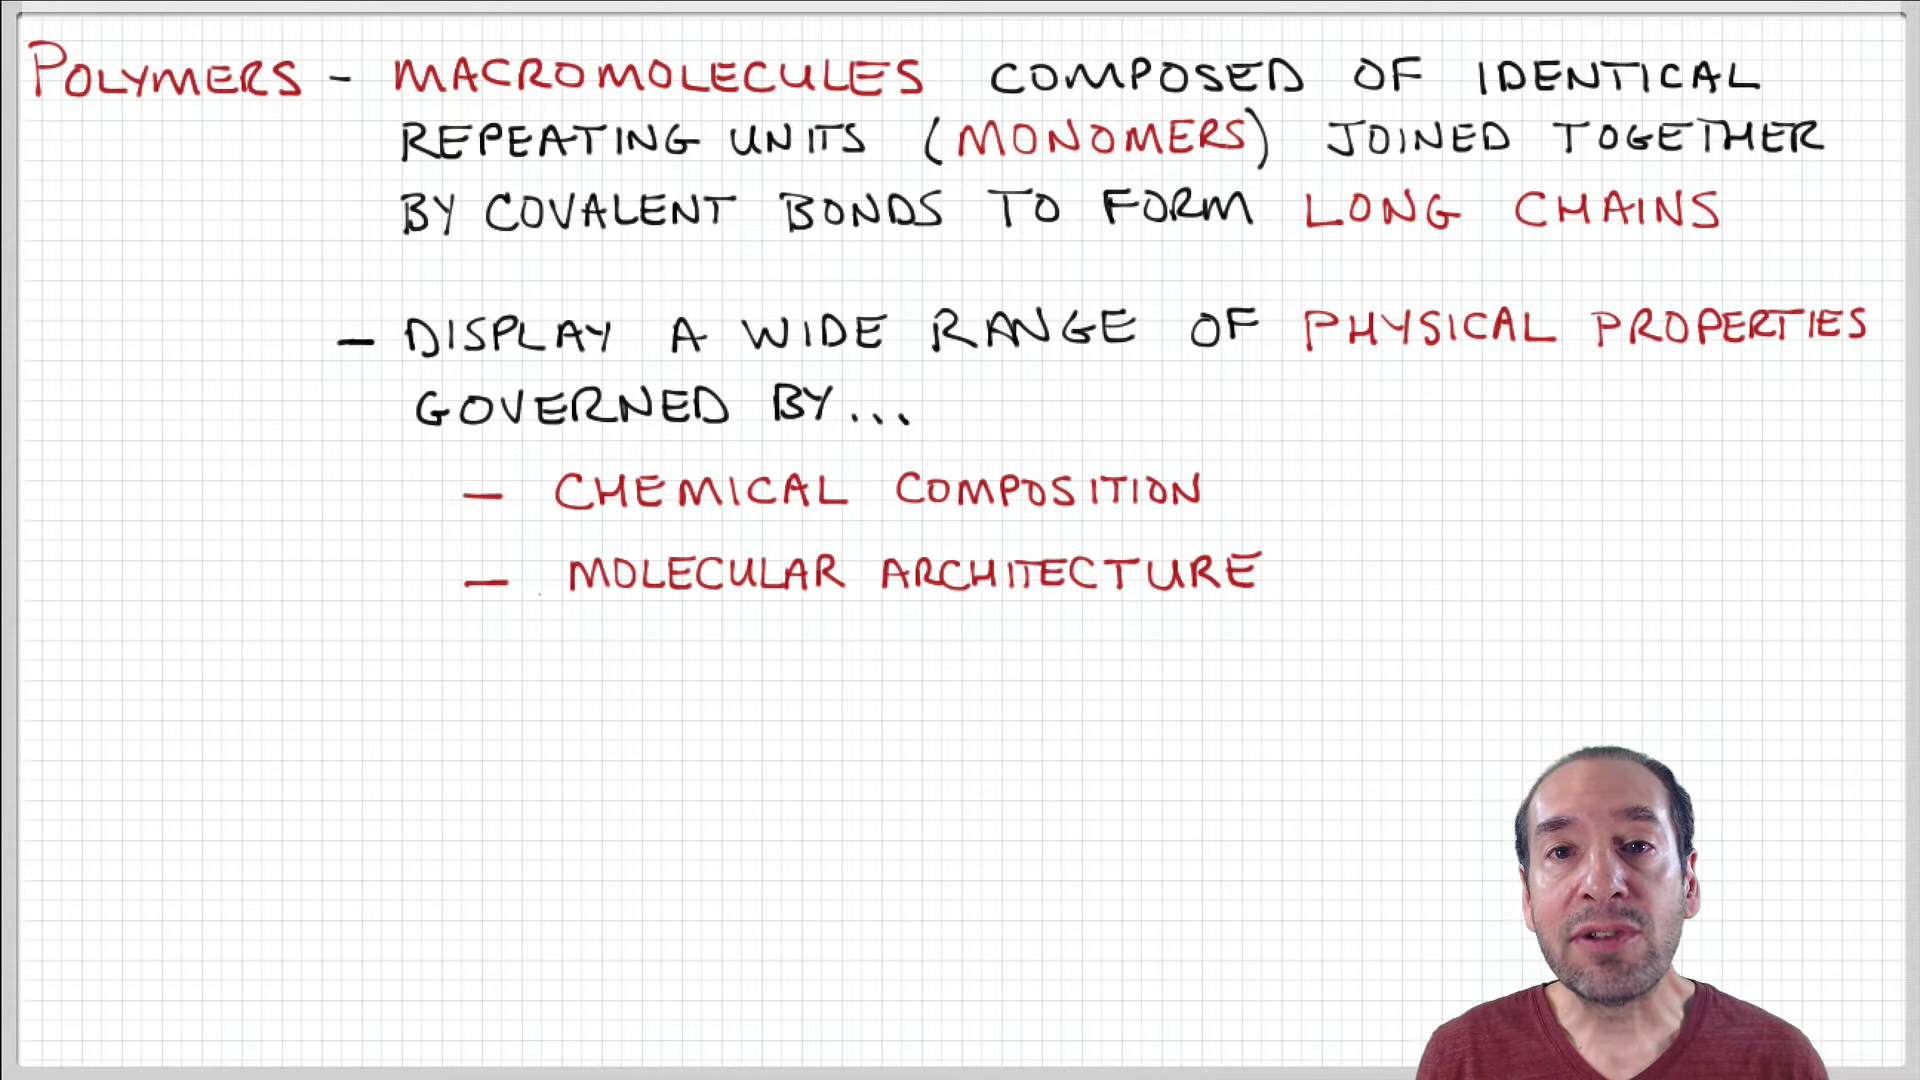 POLYMERS - MACROMOLECULES COMPOSED OF IDENTICAL
REPEATING UNITS (MONOMERS) JOINED TOGETHER
BY COVALENT BONDS TO FORM LONG CHAINS
- DISPLAY A WIDE RANGE OF PHYSICAL PROPERTIES
GOVERNED BY...
- CHEMICAL COMPOSITION
- MOLECULAR ARCHITECTURE